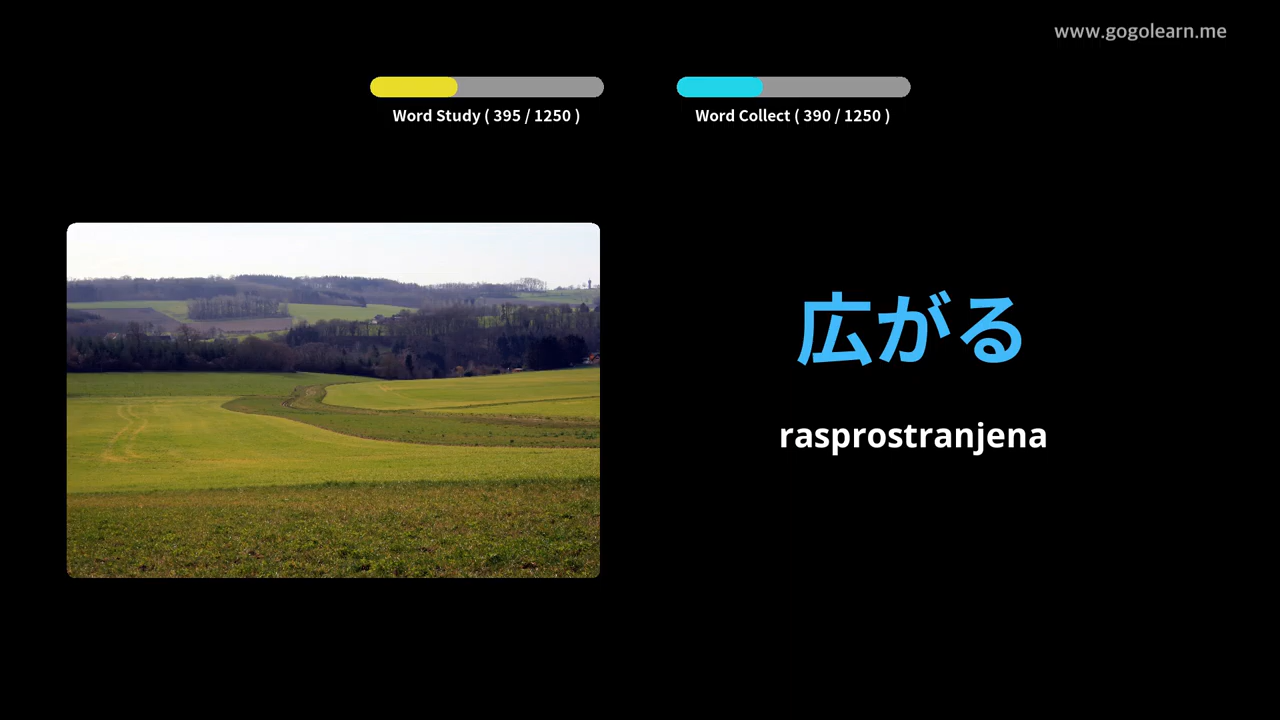 www.gogolearn.me
Word Study ( 395 / 1250 )
Word Collect ( 390 / 1250 )
広がる
rasprostranjena